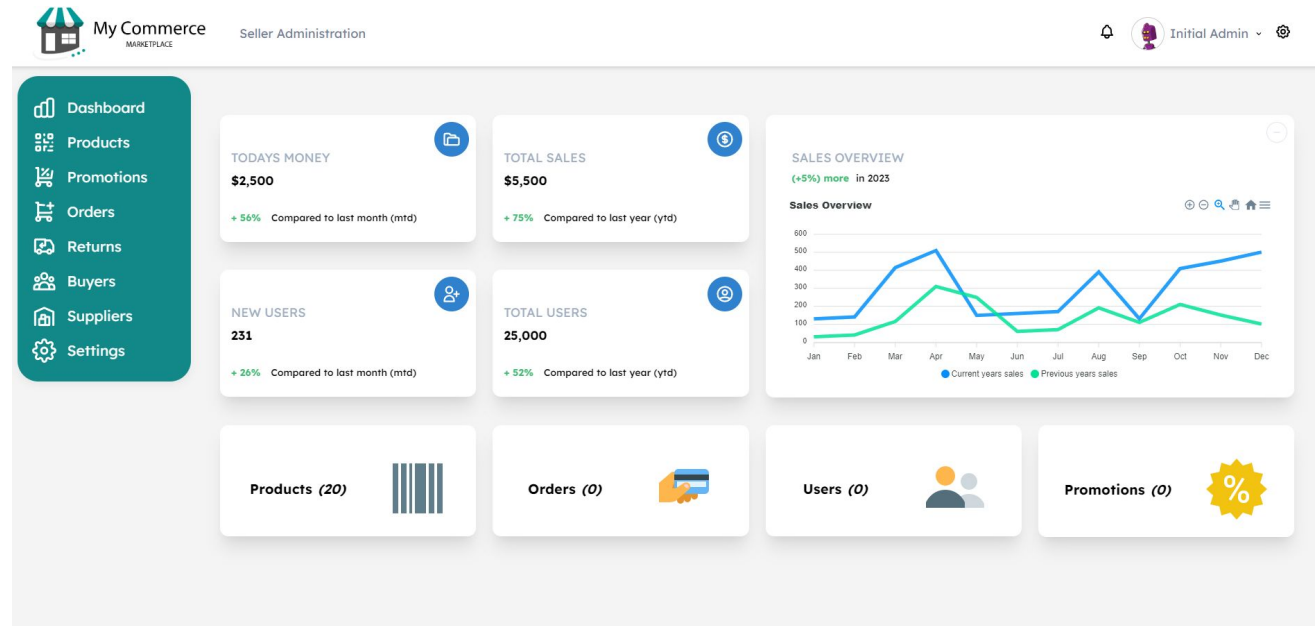 My Commerce
MARKETPLACE
Seller Administration
Initial Admin
Dashboard
Products
Promotions
Orders
Returns
Buyers
Suppliers
Settings
TODAYS MONEY
$2,500
+ 56% Compared to last month (mtd)
TOTAL SALES
$5,500
+ 75% Compared to last year (ytd)
NEW USERS
231
+ 26% Compared to last month (mtd)
TOTAL USERS
25,000
+ 52% Compared to last year (ytd)
SALES OVERVIEW
(+5%) more in 2023
Sales Overview
600
500
400
300
200
100
0
Jan Feb Mar Apr May Jun Jul Aug Sep Oct Nov Dec
Current years sales Previous years sales
Products (20)
Orders (0)
Users (0)
Promotions (0)
%